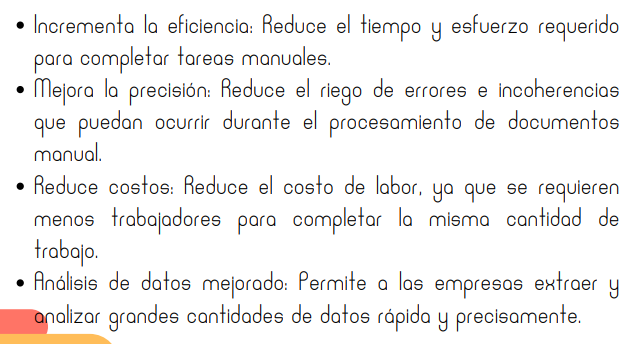 • Incrementa la eficiencia: Reduce el tiempo y esfuerzo requerido
para completar tareas manuales.
• Mejora la precisión: Reduce el riego de errores e incoherencias
que puedan ocurrir durante el procesamiento de documentos
manual.
• Reduce costos: Reduce el costo de labor, ya que se requieren
menos trabajadores para completar la misma cantidad de
trabajo.
• Análisis de datos mejorado: Permite a las empresas extraer y
analizar grandes cantidades de datos rápida y precisamente.